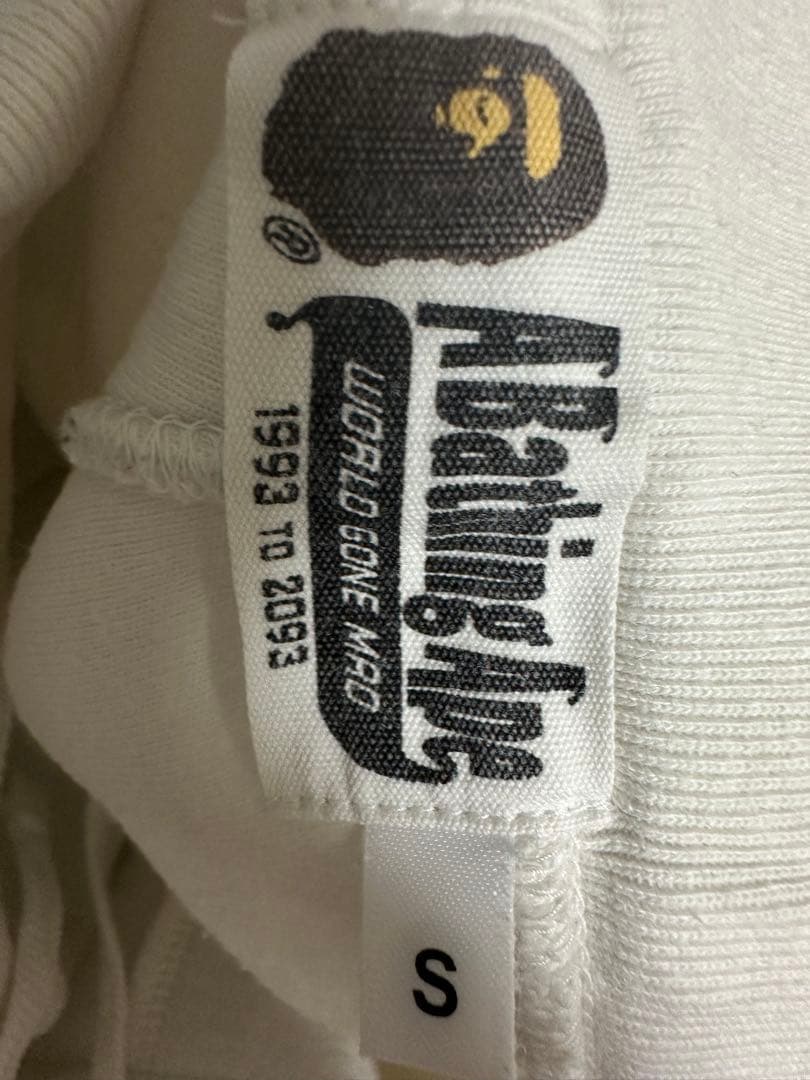 ®
A Bathing Ape
WORLD GONE MAD
1993 TO 2093
S